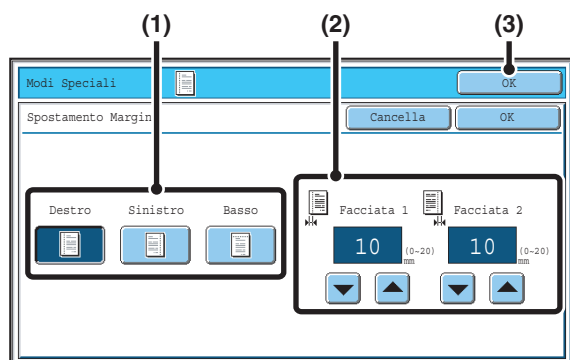 (1) (2) (3)
Modi Speciali OK
Spostamento Margin Cancella OK
Destro Sinistro Basso
Facciata 1 Facciata 2
10 (0~20) 10 (0~20)
mm mm